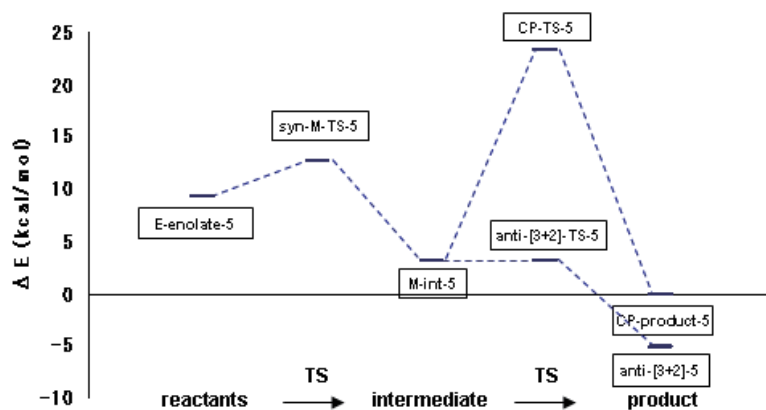 CP-TS-5
25
20
syn-M-TS-5
15
10
E-enolate-5
anti-[3+2]-TS-5
5
M-int-5
0
CP-product-5
-5
anti-[3+2]-5
-10
Δ E (kcal/mol)
TS
TS
reactants
intermediate
product